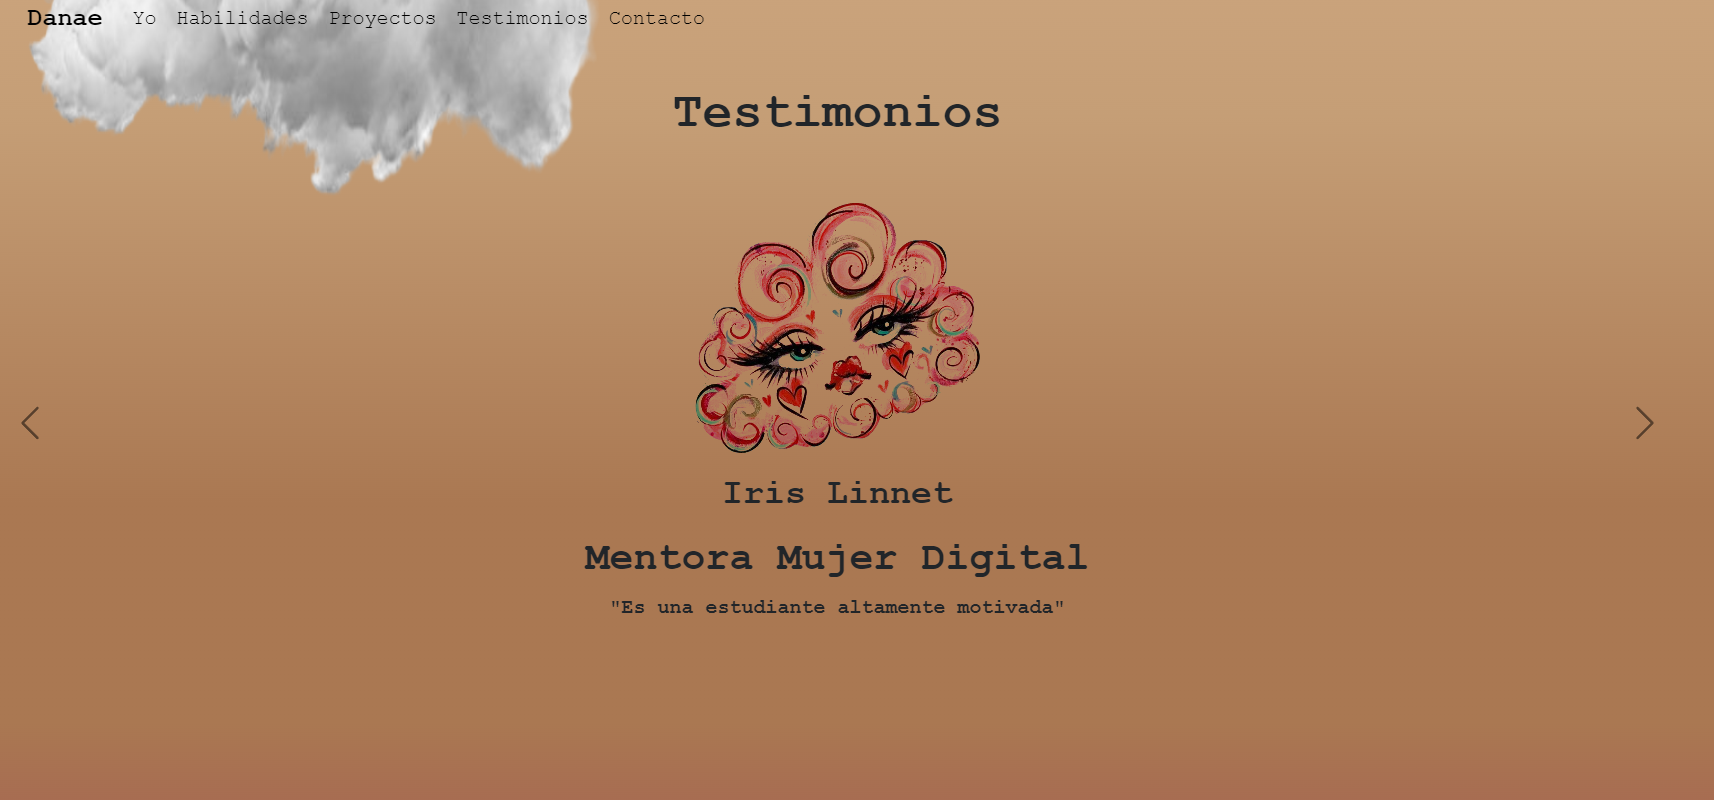 Danae Yo Habilidades Proyectos Testimonios Contacto
Testimonios
Iris Linnet
Mentora Mujer Digital
"Es una estudiante altamente motivada"